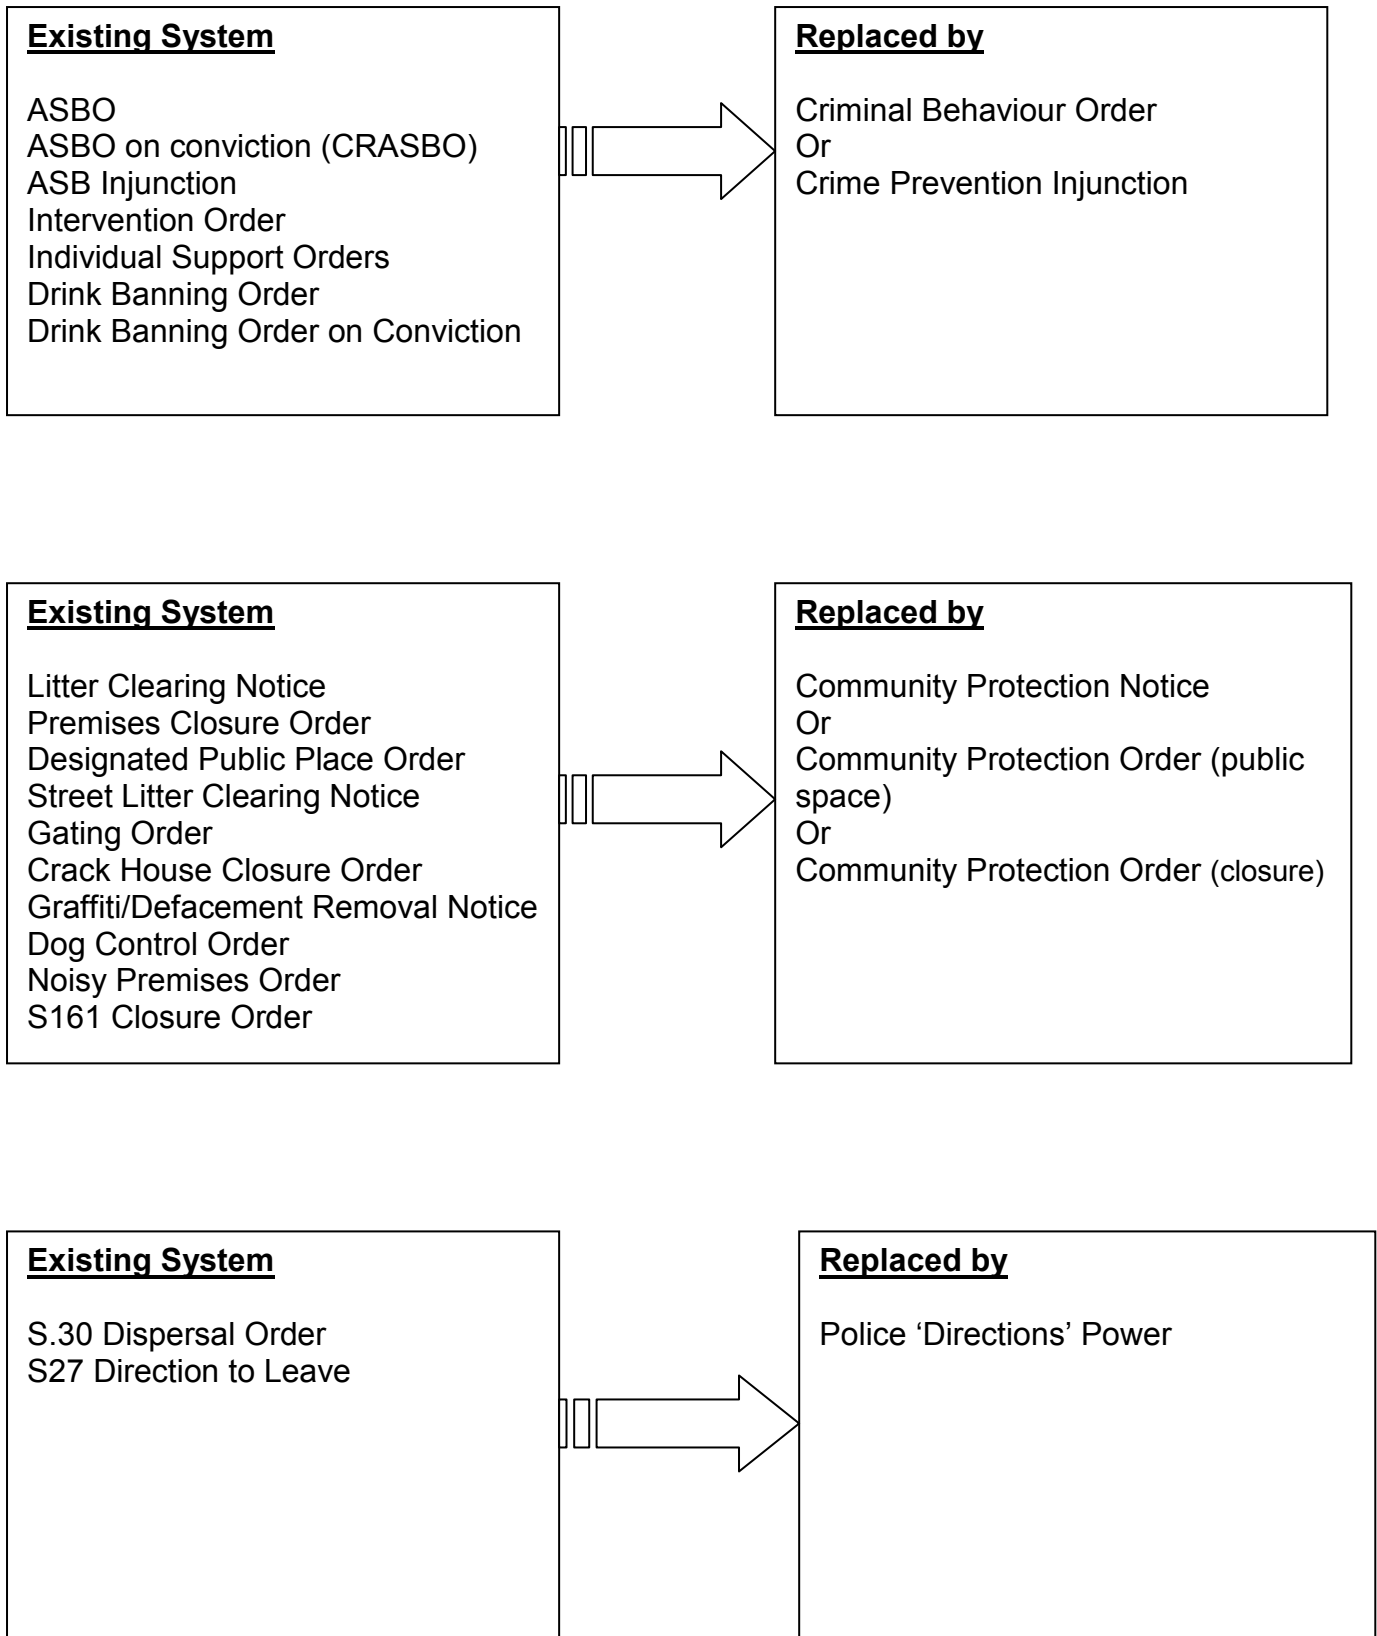 Existing System
ASBO
ASBO on conviction (CRASBO)
ASB Injunction
Intervention Order
Individual Support Orders
Drink Banning Order
Drink Banning Order on Conviction
Replaced by
Criminal Behaviour Order
Or
Crime Prevention Injunction
Existing System
Litter Clearing Notice
Premises Closure Order
Designated Public Place Order
Street Litter Clearing Notice
Gating Order
Crack House Closure Order
Graffiti/Defacement Removal Notice
Dog Control Order
Noisy Premises Order
S161 Closure Order
Replaced by
Community Protection Notice
Or
Community Protection Order (public
space)
Or
Community Protection Order (closure)
Existing System
S.30 Dispersal Order
S27 Direction to Leave
Replaced by
Police ‘Directions’ Power